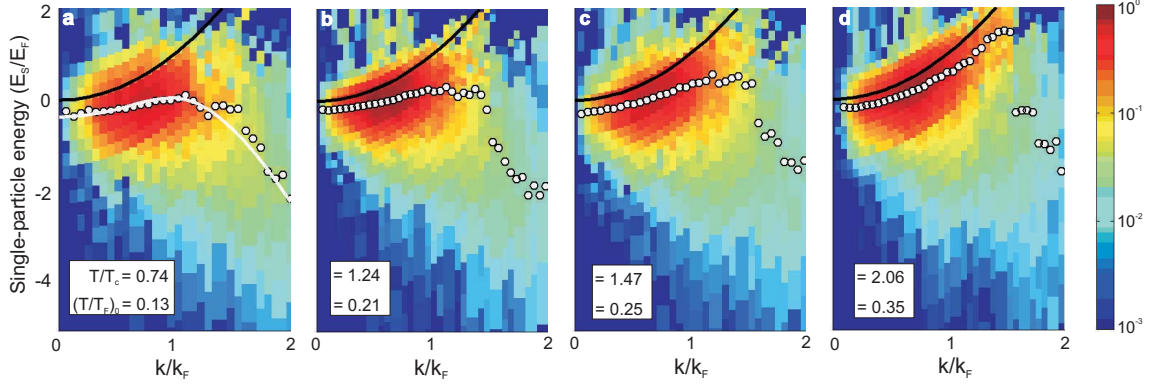 a
b
c
d
Single-particle energy (E_S/E_F)
2
0
-2
-4
T/T_c = 0.74
(T/T_F)_0 = 0.13
= 1.24
= 0.21
= 1.47
= 0.25
= 2.06
= 0.35
0 1 2
0 1 2
0 1 2
0 1 2
k/k_F
k/k_F
k/k_F
k/k_F
10^0
10^-1
10^-2
10^-3